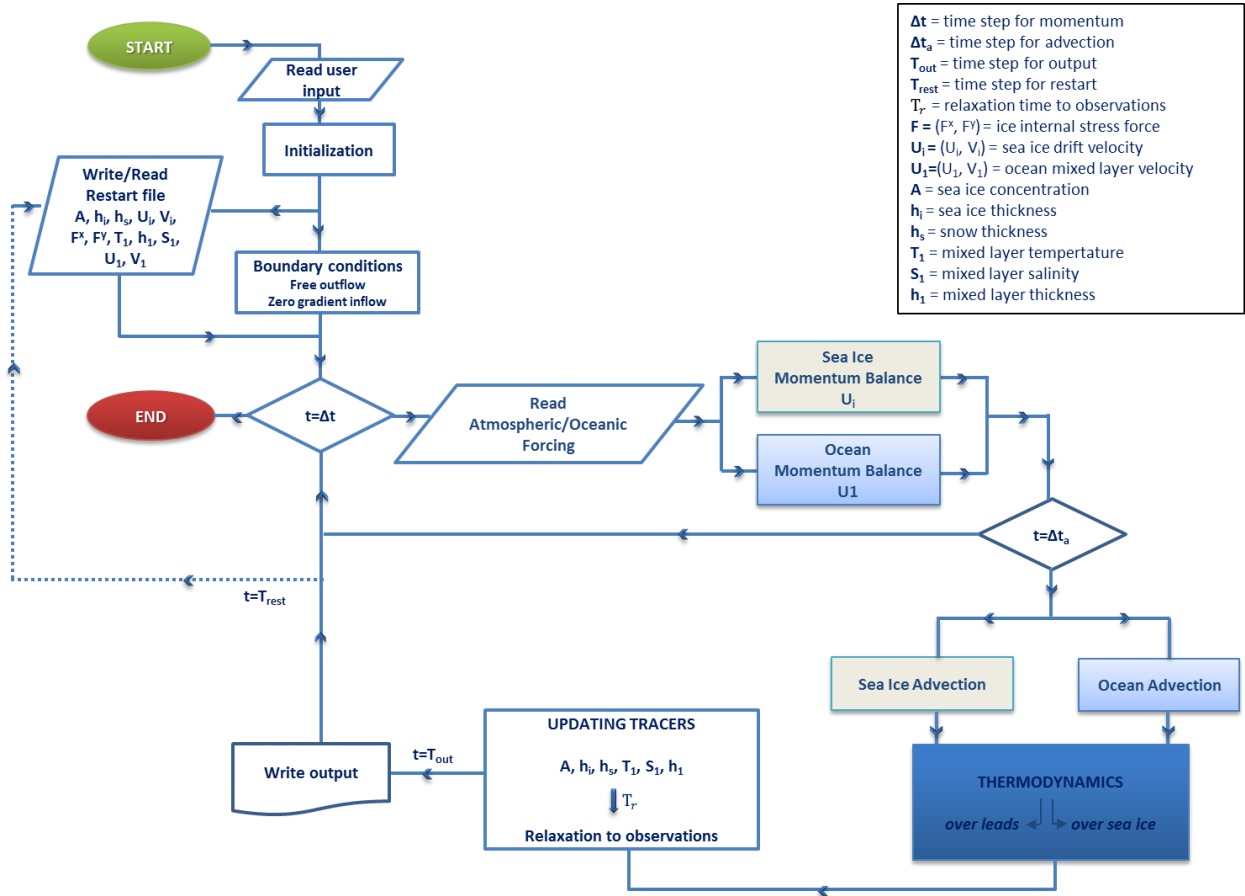 START
Read user
input
Initialization
Write/Read
Restart file
A, hᵢ, hₛ, Uᵢ, Vᵢ,
Fˣ, Fʸ, T₁, h₁, S₁,
U₁, V₁
Boundary conditions
Free outflow
Zero gradient inflow
Δt = time step for momentum
Δtₐ = time step for advection
Tₒᵤₜ = time step for output
Tᵣₑₛₜ = time step for restart
Tᵣ = relaxation time to observations
F = (Fˣ, Fʸ) = ice internal stress force
Uᵢ = (Uᵢ, Vᵢ) = sea ice drift velocity
U₁=(U₁, V₁) = ocean mixed layer velocity
A = sea ice concentration
hᵢ = sea ice thickness
hₛ = snow thickness
T₁ = mixed layer tempertature
S₁ = mixed layer salinity
h₁ = mixed layer thickness
END
t=Δt
Read
Atmospheric/Oceanic
Forcing
Sea Ice
Momentum Balance
Uᵢ
Ocean
Momentum Balance
U1
t=Δtₐ
t=Tᵣₑₛₜ
Sea Ice Advection
Ocean Advection
THERMODYNAMICS
over leads
over sea ice
UPDATING TRACERS
A, hᵢ, hₛ, T₁, S₁, h₁
Tᵣ
Relaxation to observations
t=Tₒᵤₜ
Write output